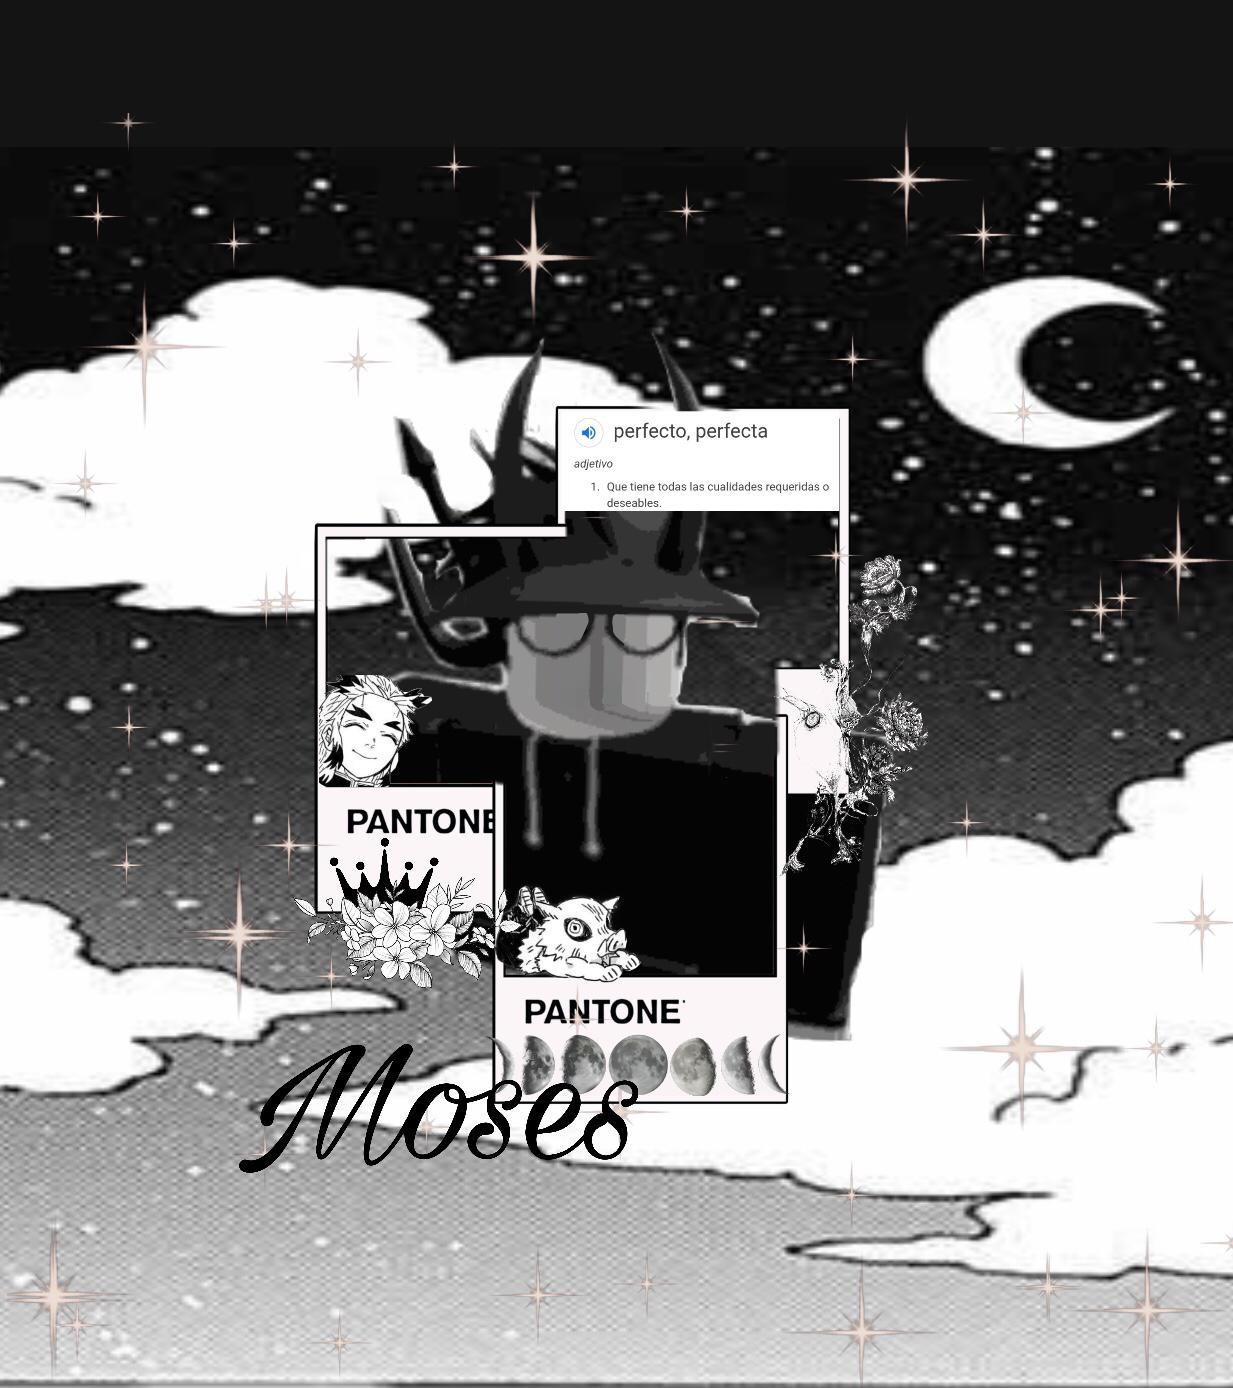 perfecto, perfecta
adjetivo
1. Que tiene todas las cualidades requeridas o
deseables.
PANTONE
PANTONE
Moses